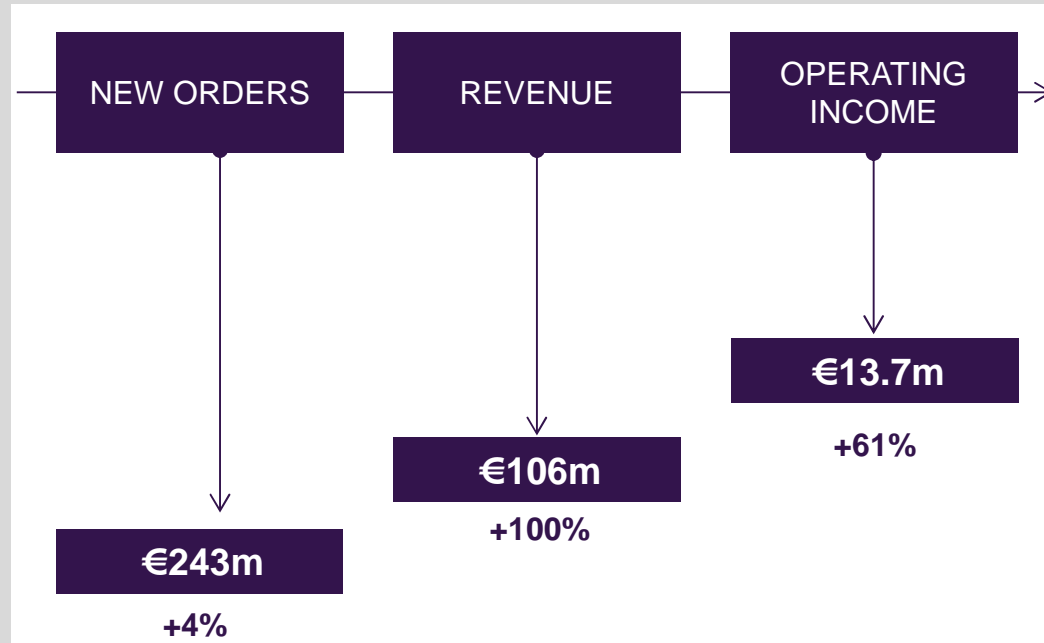 NEW ORDERS
REVENUE
OPERATING
INCOME
€243m
+4%
€106m
+100%
€13.7m
+61%